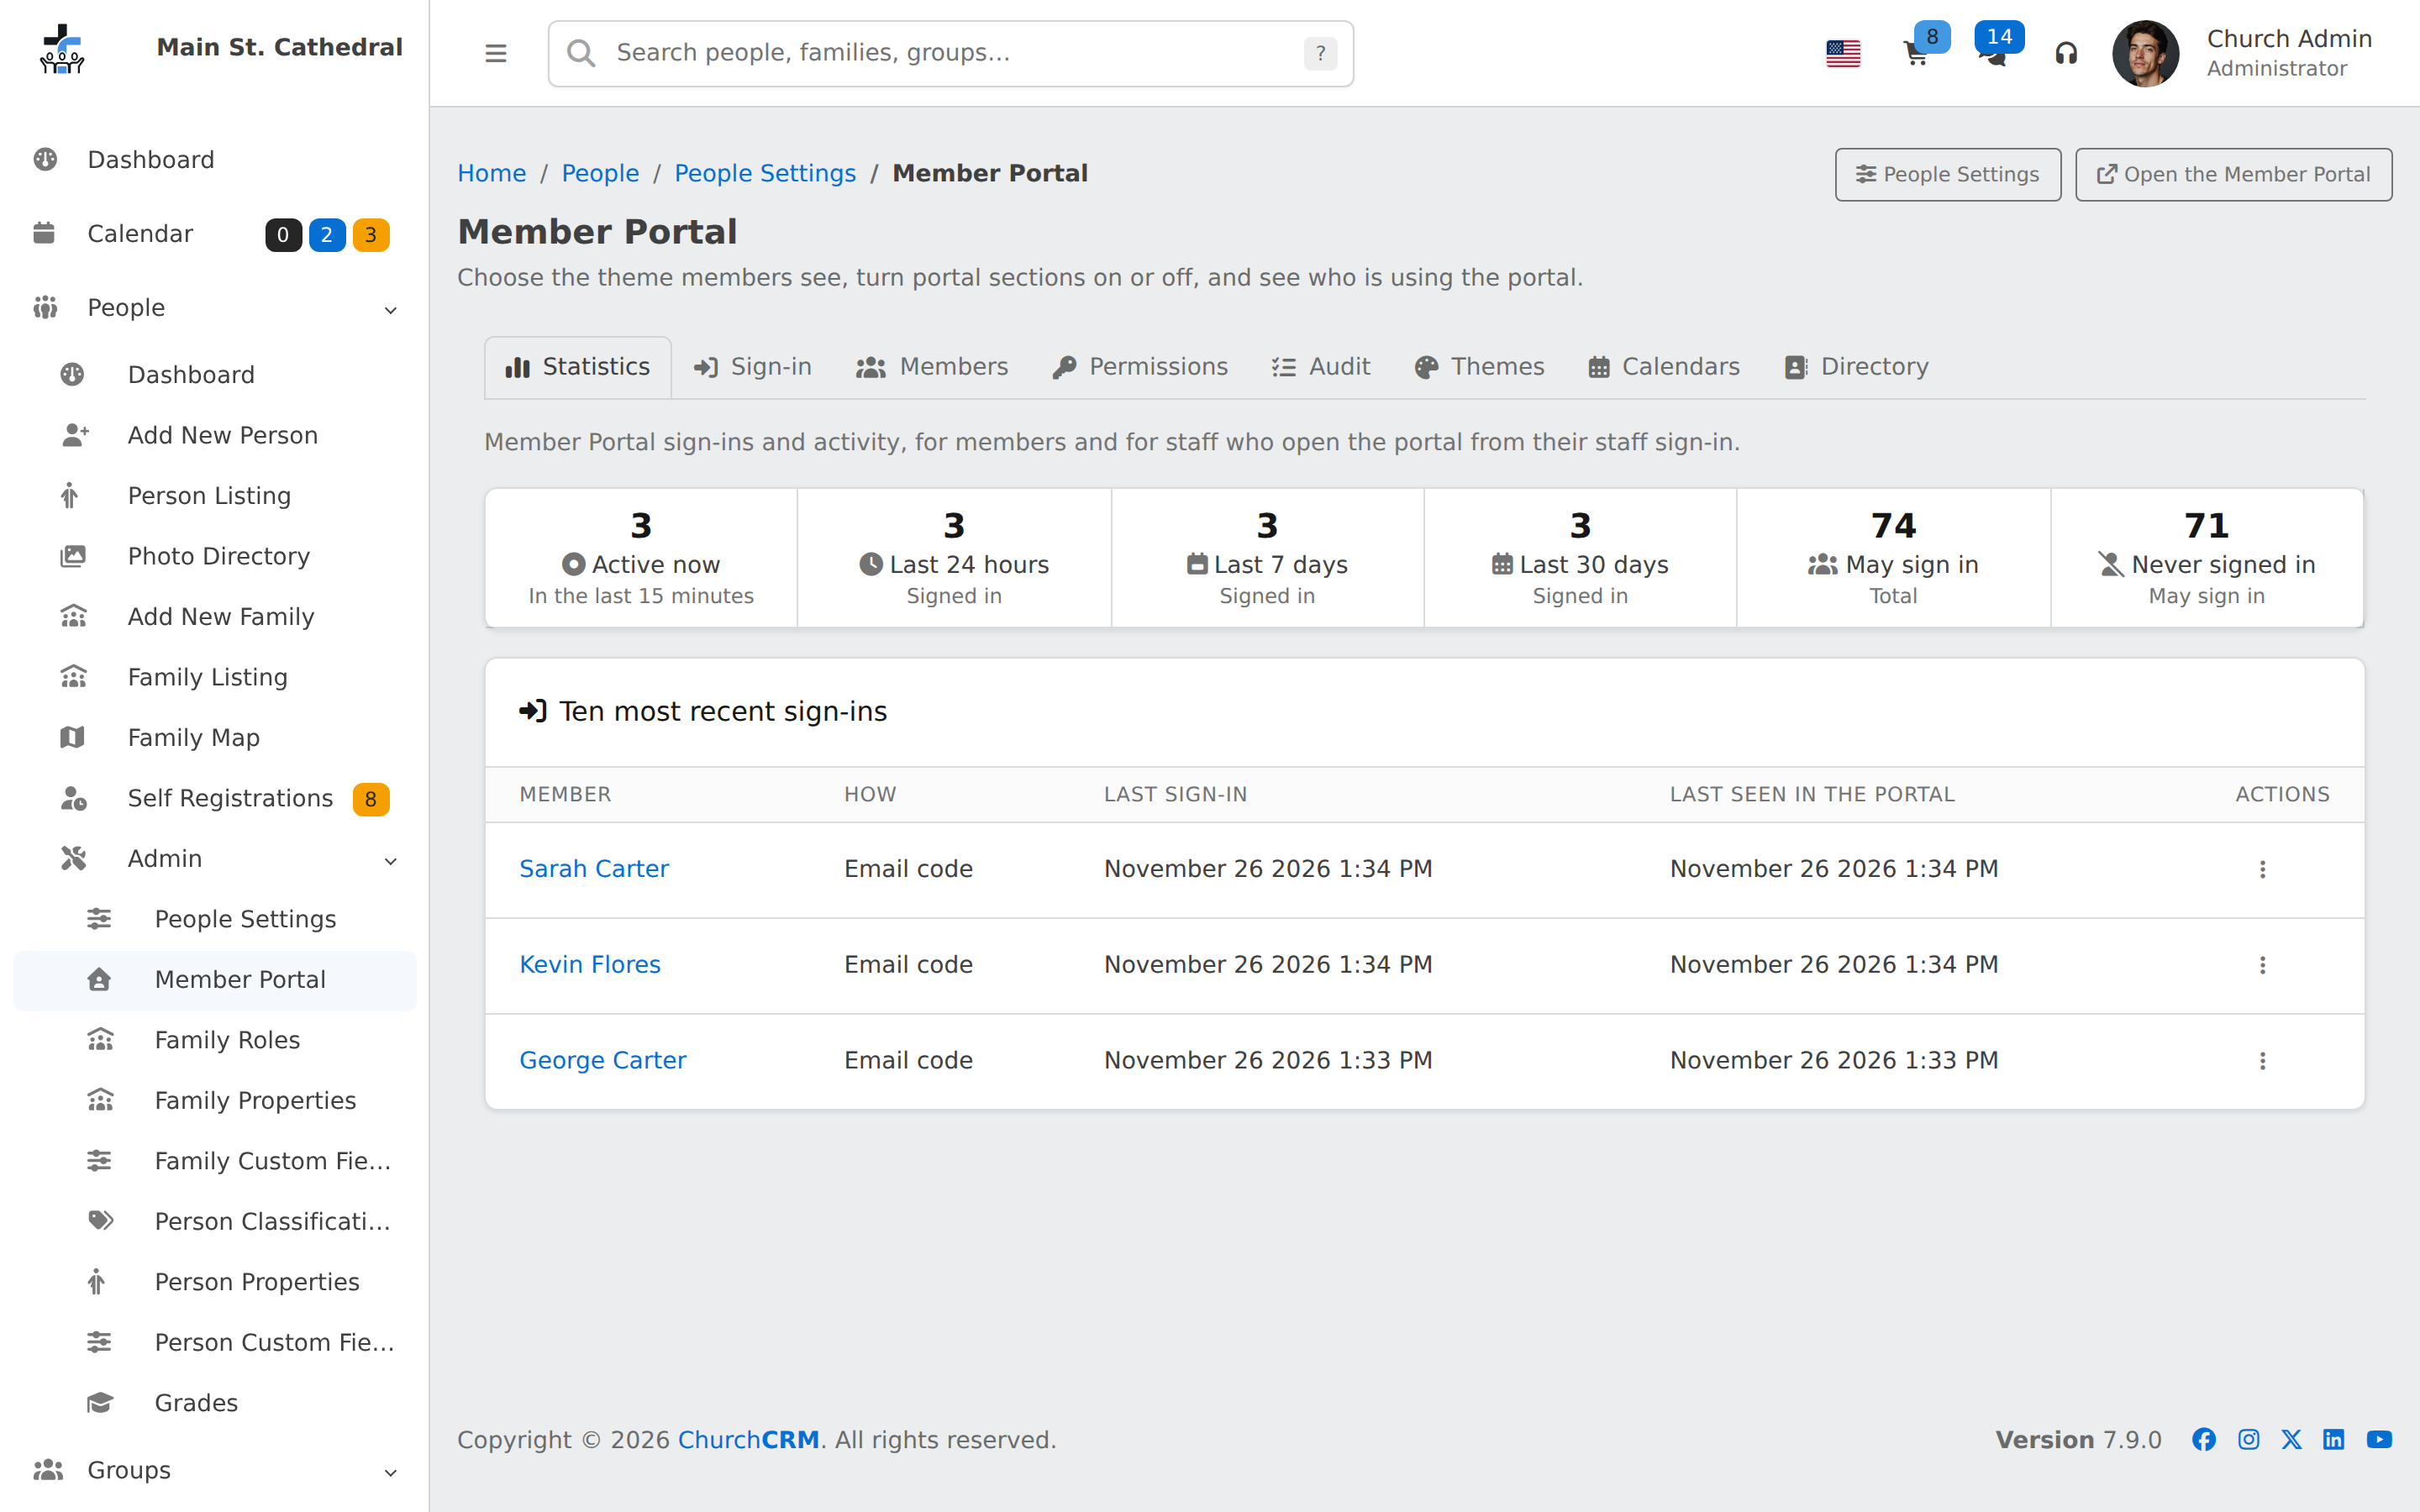 Main St. Cathedral
Search people, families, groups...
?
8
14
Church Admin
Administrator
Dashboard
Calendar
0 2 3
People
Dashboard
Add New Person
Person Listing
Photo Directory
Add New Family
Family Listing
Family Map
Self Registrations
8
Admin
People Settings
Member Portal
Family Roles
Family Properties
Family Custom Fie...
Person Classificati...
Person Properties
Person Custom Fie...
Grades
Groups
Home / People / People Settings / Member Portal
People Settings
Open the Member Portal
Member Portal
Choose the theme members see, turn portal sections on or off, and see who is using the portal.
Statistics
Sign-in
Members
Permissions
Audit
Themes
Calendars
Directory
Member Portal sign-ins and activity, for members and for staff who open the portal from their staff sign-in.
3
Active now
In the last 15 minutes
3
Last 24 hours
Signed in
3
Last 7 days
Signed in
3
Last 30 days
Signed in
74
May sign in
Total
71
Never signed in
May sign in
Ten most recent sign-ins
MEMBER HOW LAST SIGN-IN LAST SEEN IN THE PORTAL ACTIONS
Sarah Carter Email code November 26 2026 1:34 PM November 26 2026 1:34 PM
Kevin Flores Email code November 26 2026 1:34 PM November 26 2026 1:34 PM
George Carter Email code November 26 2026 1:33 PM November 26 2026 1:33 PM
Copyright © 2026 ChurchCRM. All rights reserved.
Version 7.9.0